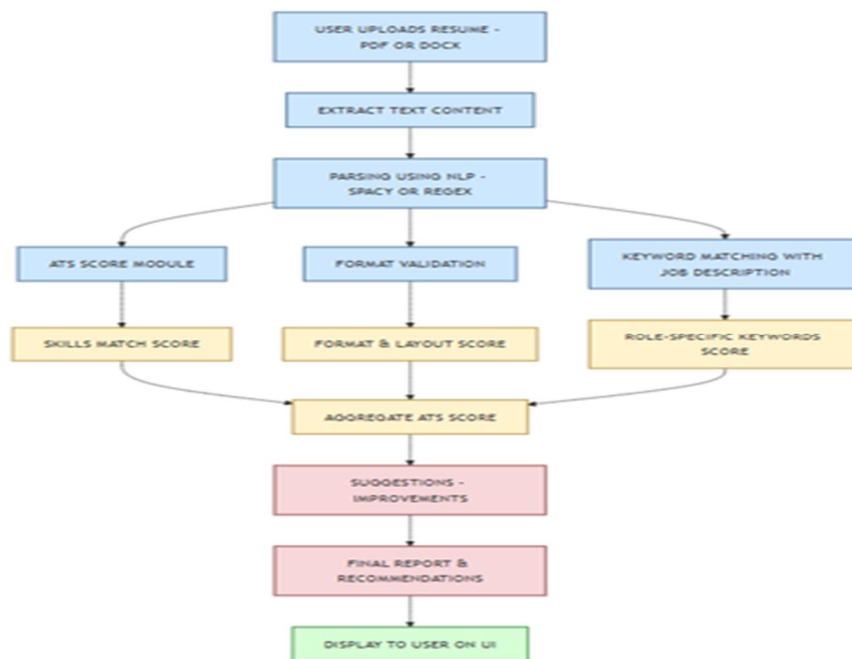 USER UPLOADS RESUME -
PDF OR DOCX
EXTRACT TEXT CONTENT
PARSING USING NLP -
SPACY OR REGEX
ATS SCORE MODULE
FORMAT VALIDATION
KEYWORD MATCHING WITH
JOB DESCRIPTION
SKILLS MATCH SCORE
FORMAT & LAYOUT SCORE
ROLE-SPECIFIC KEYWORDS
SCORE
AGGREGATE ATS SCORE
SUGGESTIONS -
IMPROVEMENTS
FINAL REPORT &
RECOMMENDATIONS
DISPLAY TO USER ON UI